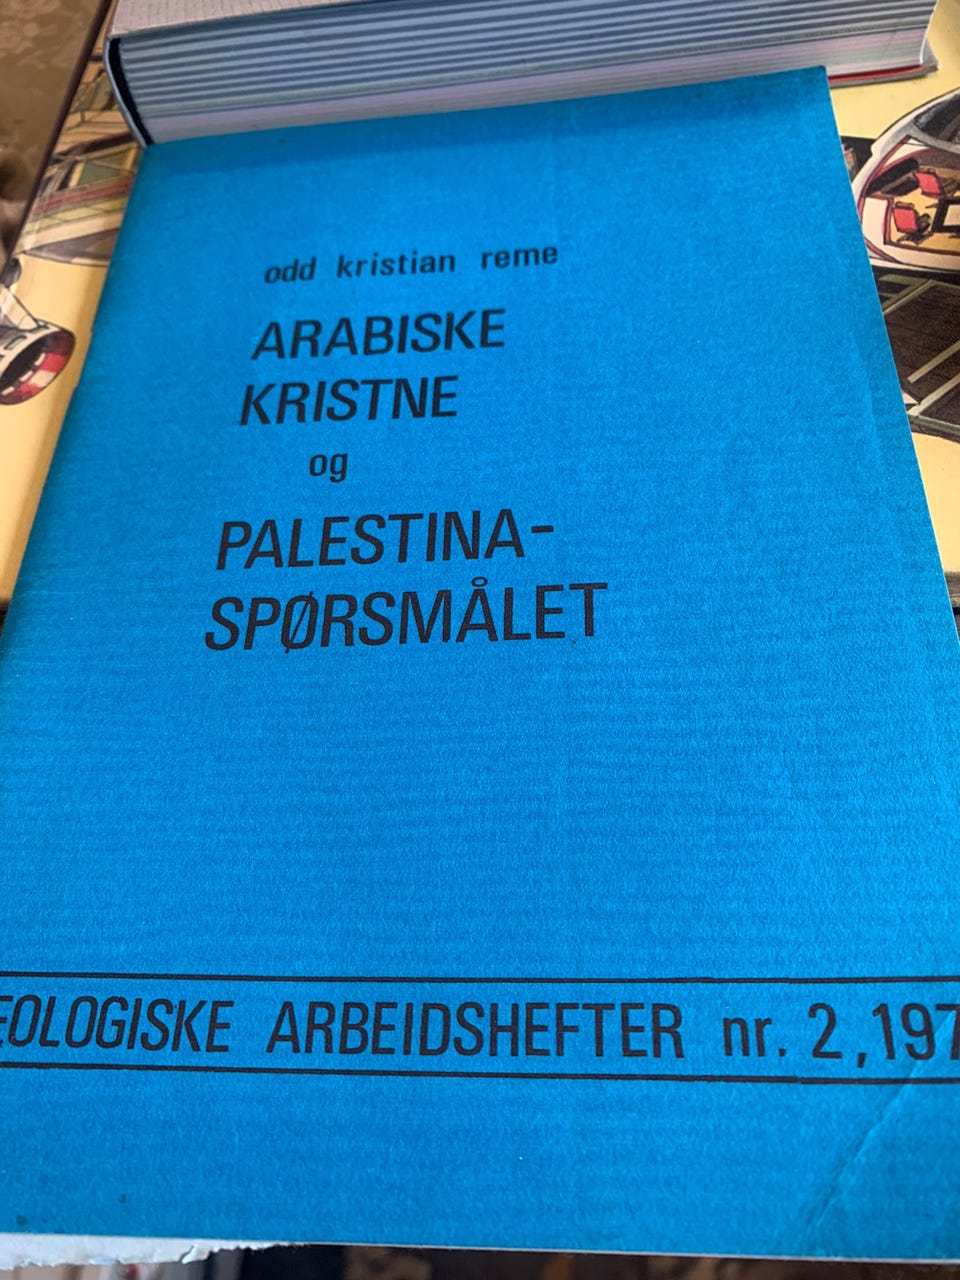 odd kristian reme
ARABISKE
KRISTNE
og
PALESTINA-
SPØRSMÅLET
EOLOGISKE ARBEIDSHEFTER nr. 2, 197